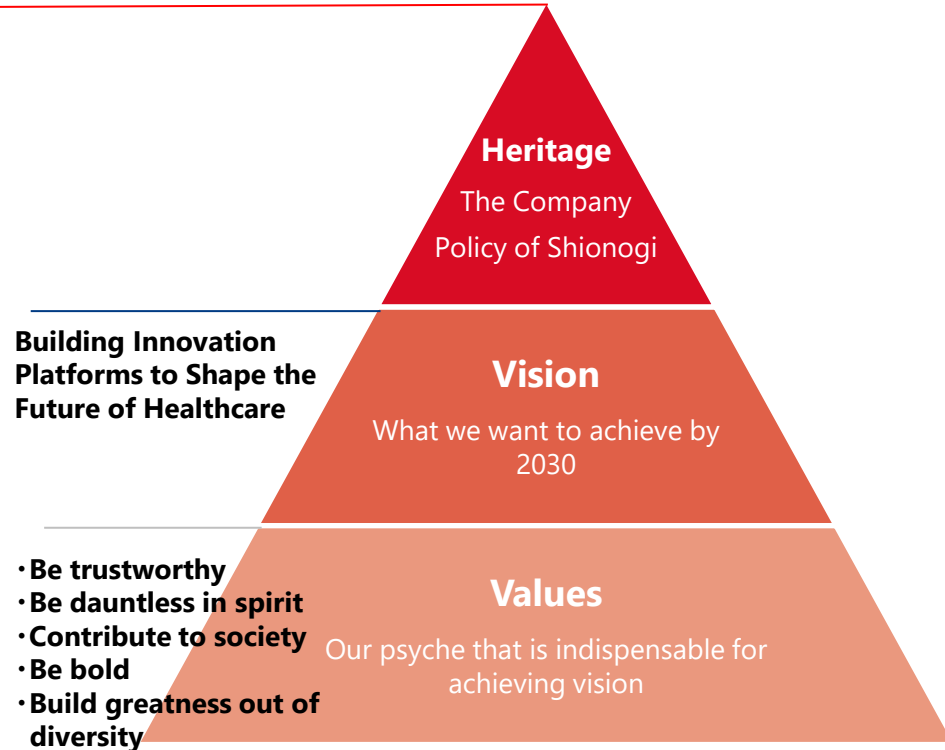 Heritage
The Company
Policy of Shionogi
Building Innovation
Platforms to Shape the
Future of Healthcare
Vision
What we want to achieve by
2030
・Be trustworthy
・Be dauntless in spirit
・Contribute to society
・Be bold
・Build greatness out of
diversity
Values
Our psyche that is indispensable for
achieving vision